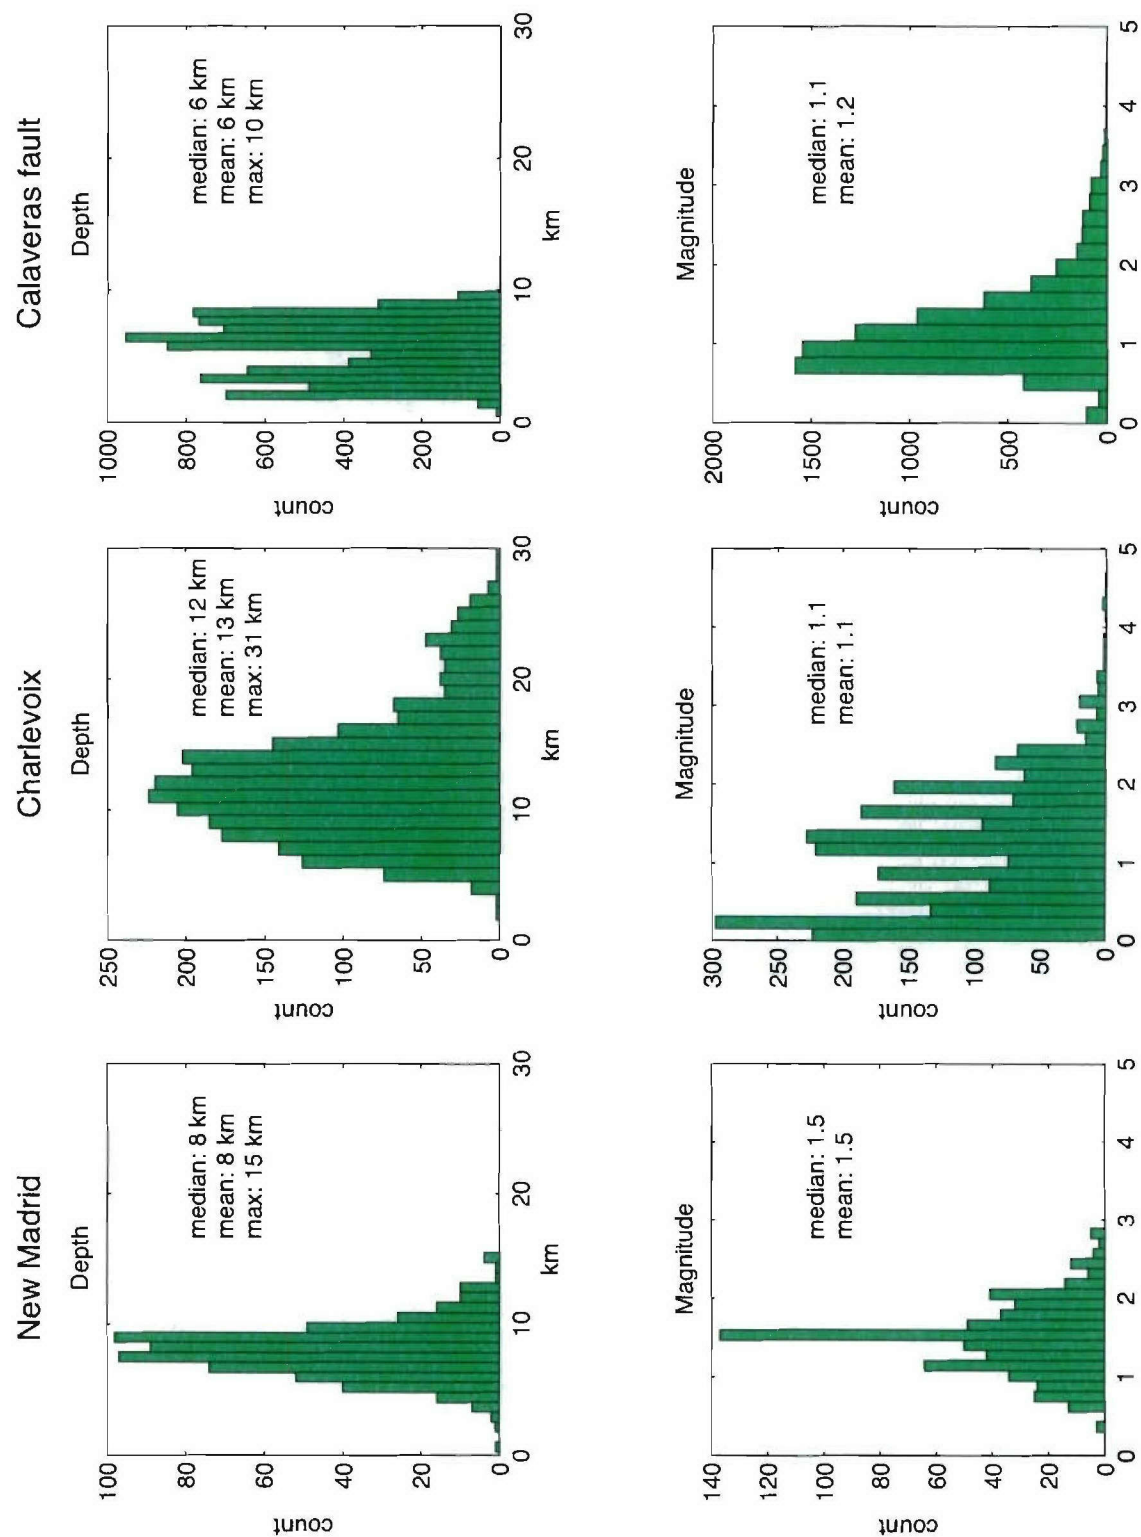 New Madrid
Depth
100
80
60
40
20
0
count
median: 8 km
mean: 8 km
max: 15 km
0
10
20
30
km
Charlevoix
Depth
250
200
150
100
50
0
count
median: 12 km
mean: 13 km
max: 31 km
0
10
20
30
km
Calaveras fault
Depth
1000
800
600
400
200
0
count
median: 6 km
mean: 6 km
max: 10 km
0
10
20
30
km
Magnitude
140
120
100
80
60
40
20
0
count
median: 1.5
mean: 1.5
0
1
2
3
4
5
Magnitude
300
250
200
150
100
50
0
count
median: 1.1
mean: 1.1
0
1
2
3
4
5
Magnitude
2000
1500
1000
500
0
count
median: 1.1
mean: 1.2
0
1
2
3
4
5